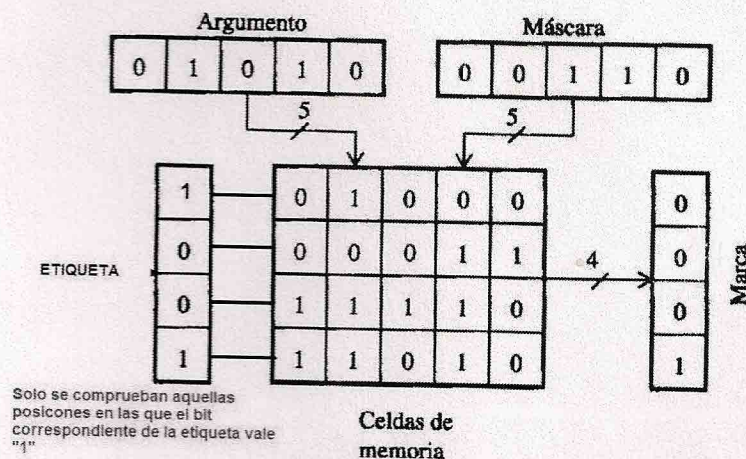 Argumento
Máscara
0 1 0 1 0
0 0 1 1 0
5
5
1
0 1 0 0 0
0
ETIQUETA
0
0 0 0 1 1
4
0
0
1 1 1 1 0
0
1
1 1 0 1 0
1
Marca
Solo se comprueban aquellas
posicones en las que el bit
correspondiente de la etiqueta vale
"1"
Celdas de
memoria